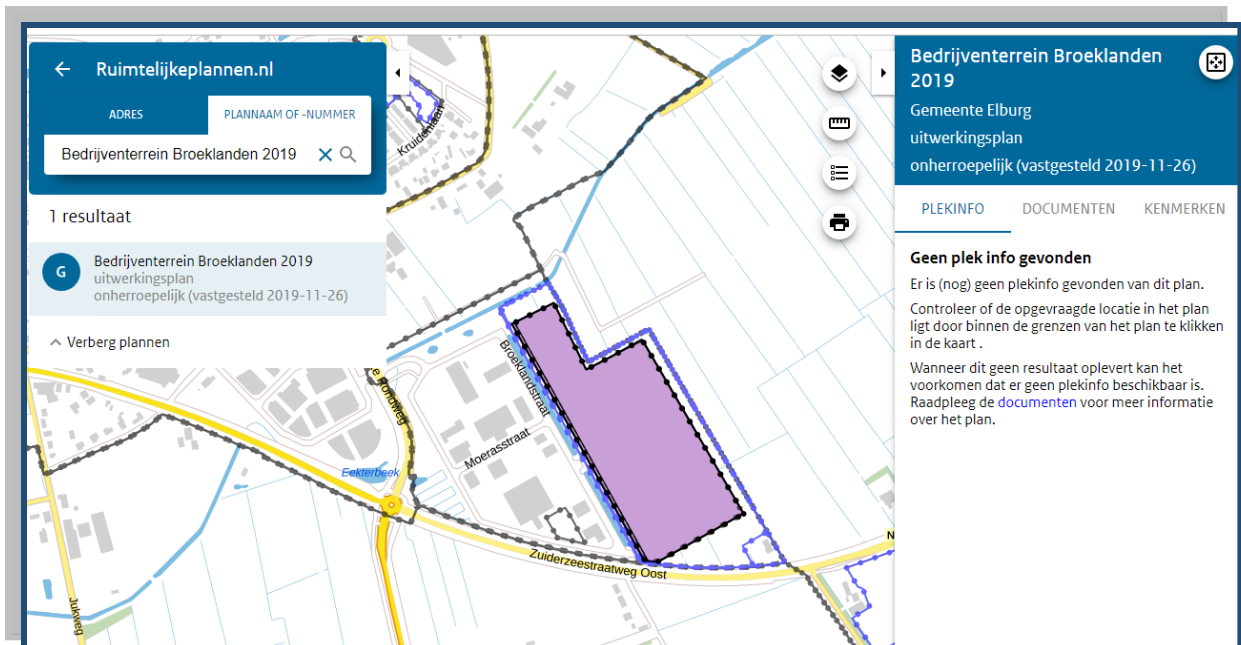 Ruimtelijkeplannen.nl
ADRES
PLANNAAM OF -NUMMER
Bedrijventerrein Broeklanden 2019
1 resultaat
G
Bedrijventerrein Broeklanden 2019
uitwerkingsplan
onherroepelijk (vastgesteld 2019-11-26)
Verberg plannen
Kruidenlaan
Broeklandstraat
e Rondweg
Moerasstraat
Eekterbeek
Zuiderzeestraatweg Oost
Jukweg
N
Bedrijventerrein Broeklanden
2019
Gemeente Elburg
uitwerkingsplan
onherroepelijk (vastgesteld 2019-11-26)
PLEKINFO
DOCUMENTEN
KENMERKEN
Geen plek info gevonden
Er is (nog) geen plekinfo gevonden van dit plan.
Controleer of de opgevraagde locatie in het plan
ligt door binnen de grenzen van het plan te klikken
in de kaart .
Wanneer dit geen resultaat oplevert kan het
voorkomen dat er geen plekinfo beschikbaar is.
Raadpleeg de documenten voor meer informatie
over het plan.